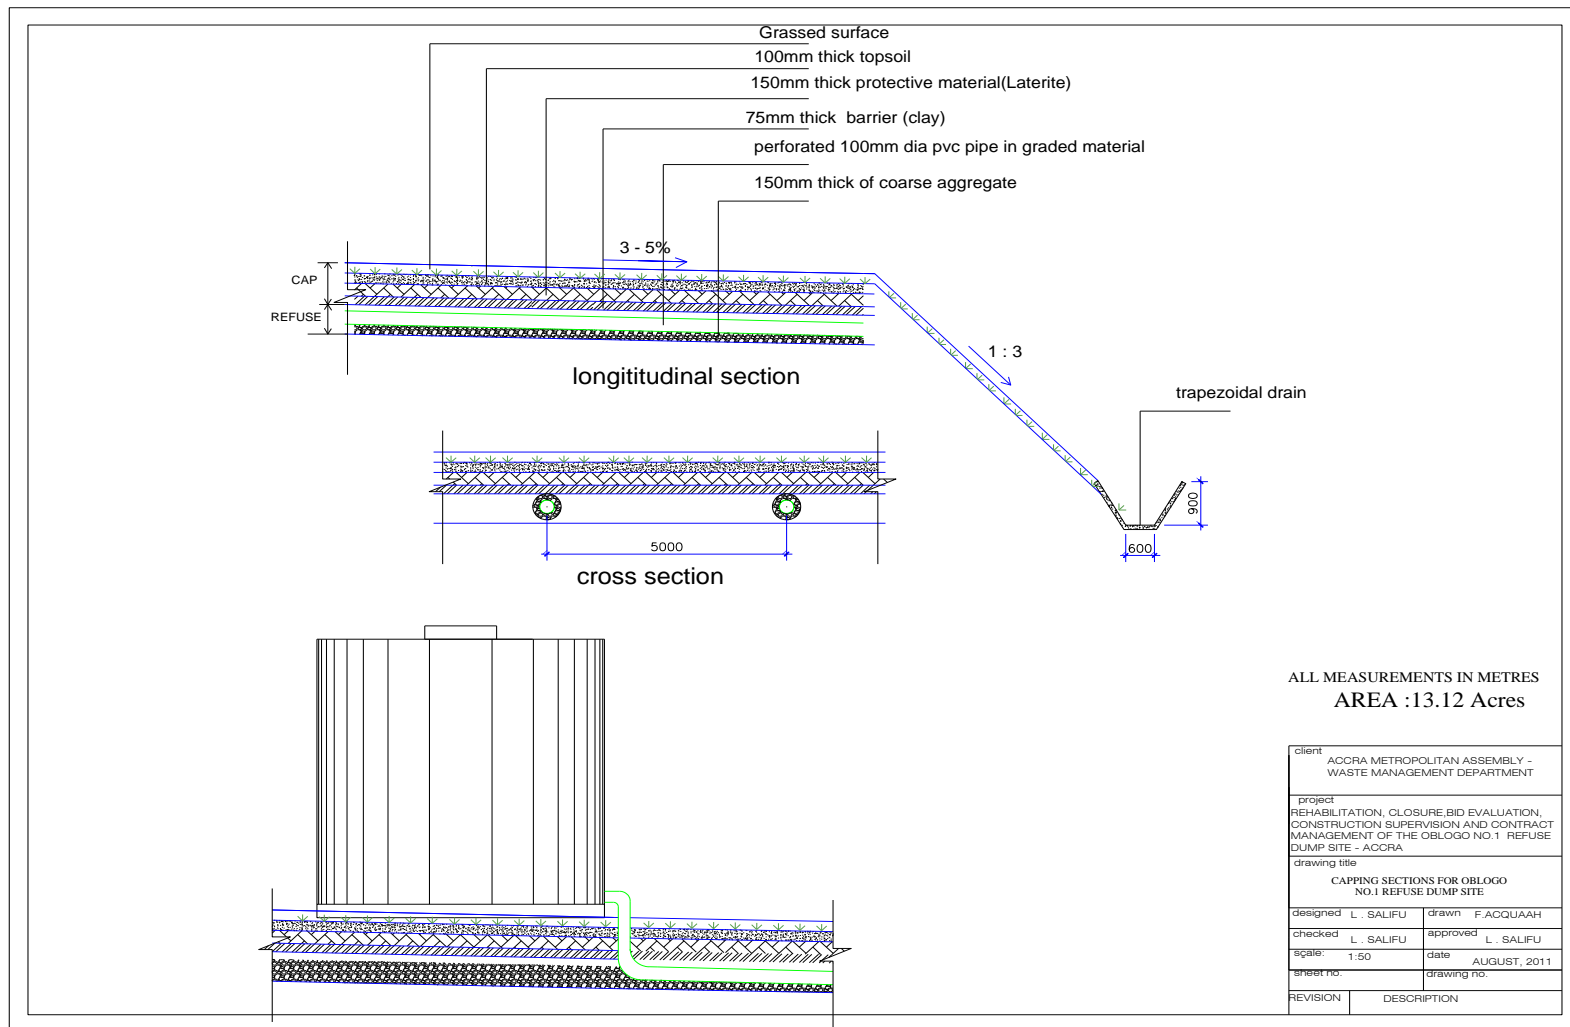 Grassed surface
100mm thick topsoil
150mm thick protective material(Laterite)
75mm thick barrier (clay)
perforated 100mm dia pvc pipe in graded material
150mm thick of coarse aggregate
3 - 5%
CAP
REFUSE
1 : 3
longititudinal section
trapezoidal drain
900
600
5000
cross section
ALL MEASUREMENTS IN METRES
AREA :13.12 Acres
client
ACCRA METROPOLITAN ASSEMBLY -
WASTE MANAGEMENT DEPARTMENT
project
REHABILITATION, CLOSURE,BID EVALUATION,
CONSTRUCTION SUPERVISION AND CONTRACT
MANAGEMENT OF THE OBLOGO NO.1 REFUSE
DUMP SITE - ACCRA
drawing title
CAPPING SECTIONS FOR OBLOGO
NO.1 REFUSE DUMP SITE
designed L . SALIFU drawn F.ACQUAAH
checked L . SALIFU approved L . SALIFU
scale: 1:50 date AUGUST, 2011
sheet no. drawing no.
REVISION DESCRIPTION